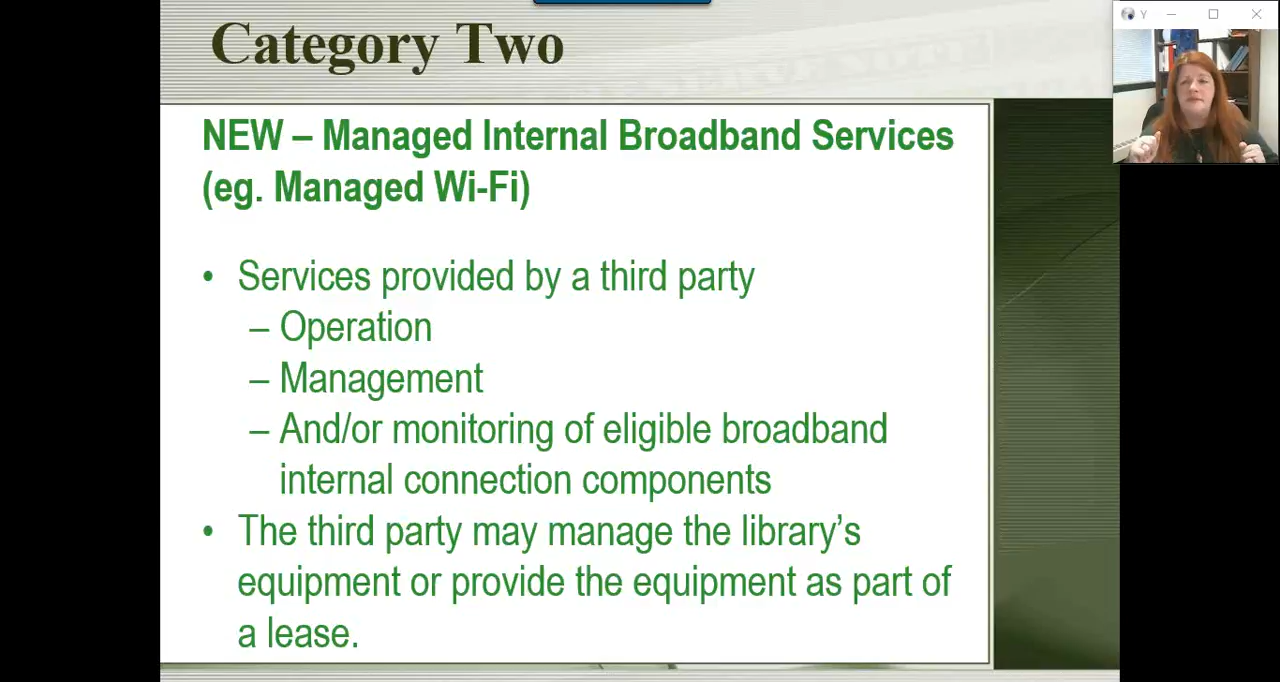 Category Two
Y
NEW – Managed Internal Broadband Services
(eg. Managed Wi-Fi)
• Services provided by a third party
– Operation
– Management
– And/or monitoring of eligible broadband
internal connection components
• The third party may manage the library’s
equipment or provide the equipment as part of
a lease.